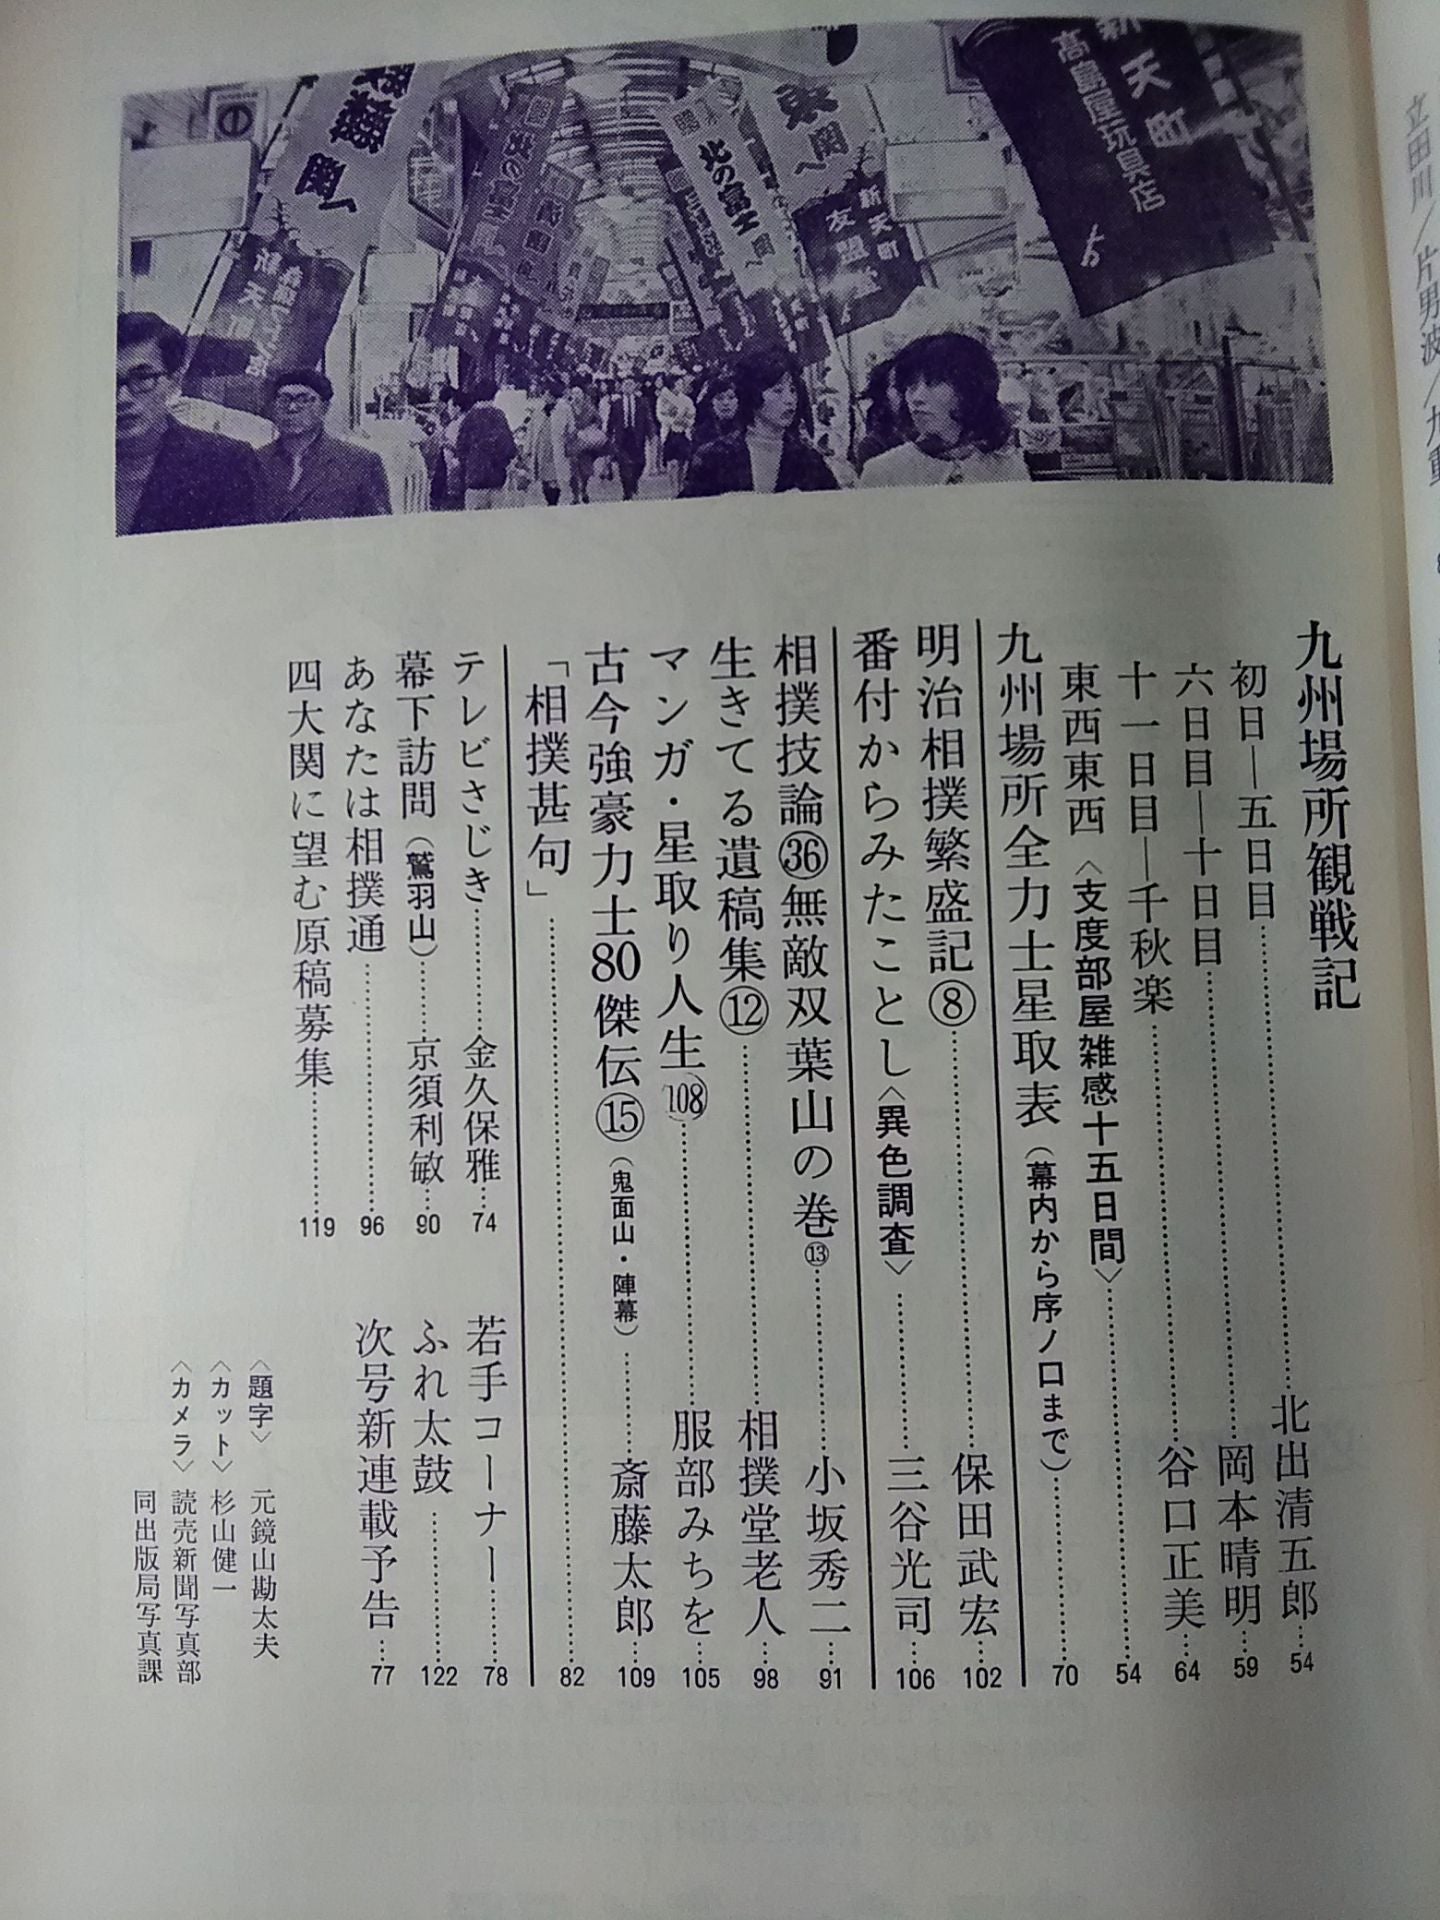 新天町
高島屋玩具店
東関へ
新天町
友盟
北の富士関へ
関へ
九州場所観戦記
初日―五日目……北出清五郎…54
六日目―十日目……岡本晴明…59
十一日目―千秋楽……谷口正美…64
東西東西〈支度部屋雑感十五日間〉……54
九州場所全力士星取表（幕内から序ノ口まで）……70
明治相撲繁盛記⑧……保田武宏…102
番付からみたことし〈異色調査〉……三谷光司…106
相撲技論㊱無敵双葉山の巻⑬……小坂秀二…91
生きてる遺稿集⑫……相撲堂老人…98
マンガ・星取り人生(108)……服部みちを…105
古今強豪力士80傑伝⑮（鬼面山・陣幕）……斎藤太郎…109
「相撲甚句」……82
テレビさじき……金久保雅…74
幕下訪問（鷲羽山）……京須利敏…90
あなたは相撲通……96
四大関に望む原稿募集……119
若手コーナー……78
ふれ太鼓……122
次号新連載予告…77
〈題字〉 元鏡山勘太夫
〈カット〉 杉山健一
〈カメラ〉 読売新聞写真部
同出版局写真課
立田川／片男波／九重